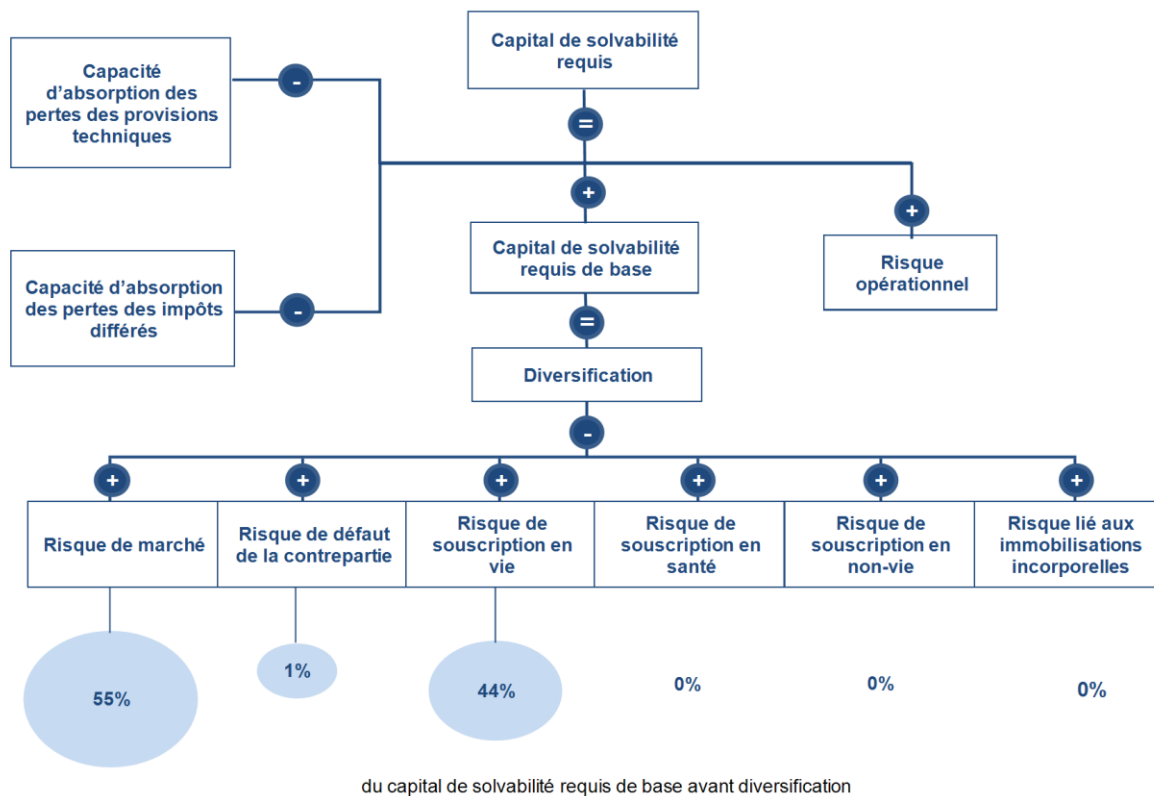 Capital de solvabilité
requis
Capacité
d’absorption des
pertes des provisions
techniques
-
=
+
+
Capital de solvabilité
requis de base
Risque
opérationnel
Capacité d’absorption
des pertes des impôts
différés
-
=
Diversification
-
+
+
+
+
+
+
Risque de marché
Risque de défaut
de la contrepartie
Risque de
souscription en
vie
Risque de
souscription en
santé
Risque de
souscription en
non-vie
Risque lié aux
immobilisations
incorporelles
55%
1%
44%
0%
0%
0%
du capital de solvabilité requis de base avant diversification